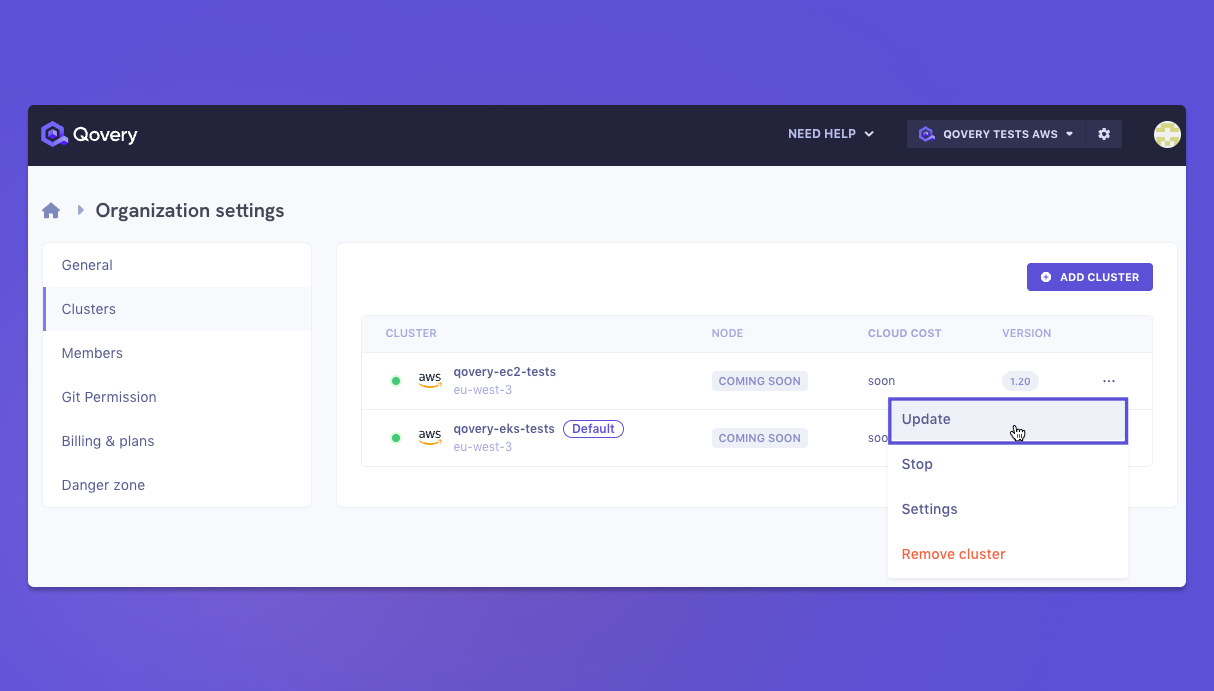 Qovery
NEED HELP
QOVERY TESTS AWS
Organization settings
General
Clusters
Members
Git Permission
Billing & plans
Danger zone
ADD CLUSTER
CLUSTER NODE CLOUD COST VERSION
aws qovery-ec2-tests COMING SOON soon 1.20 ...
eu-west-3
aws qovery-eks-tests Default COMING SOON
eu-west-3
Update
Stop
Settings
Remove cluster